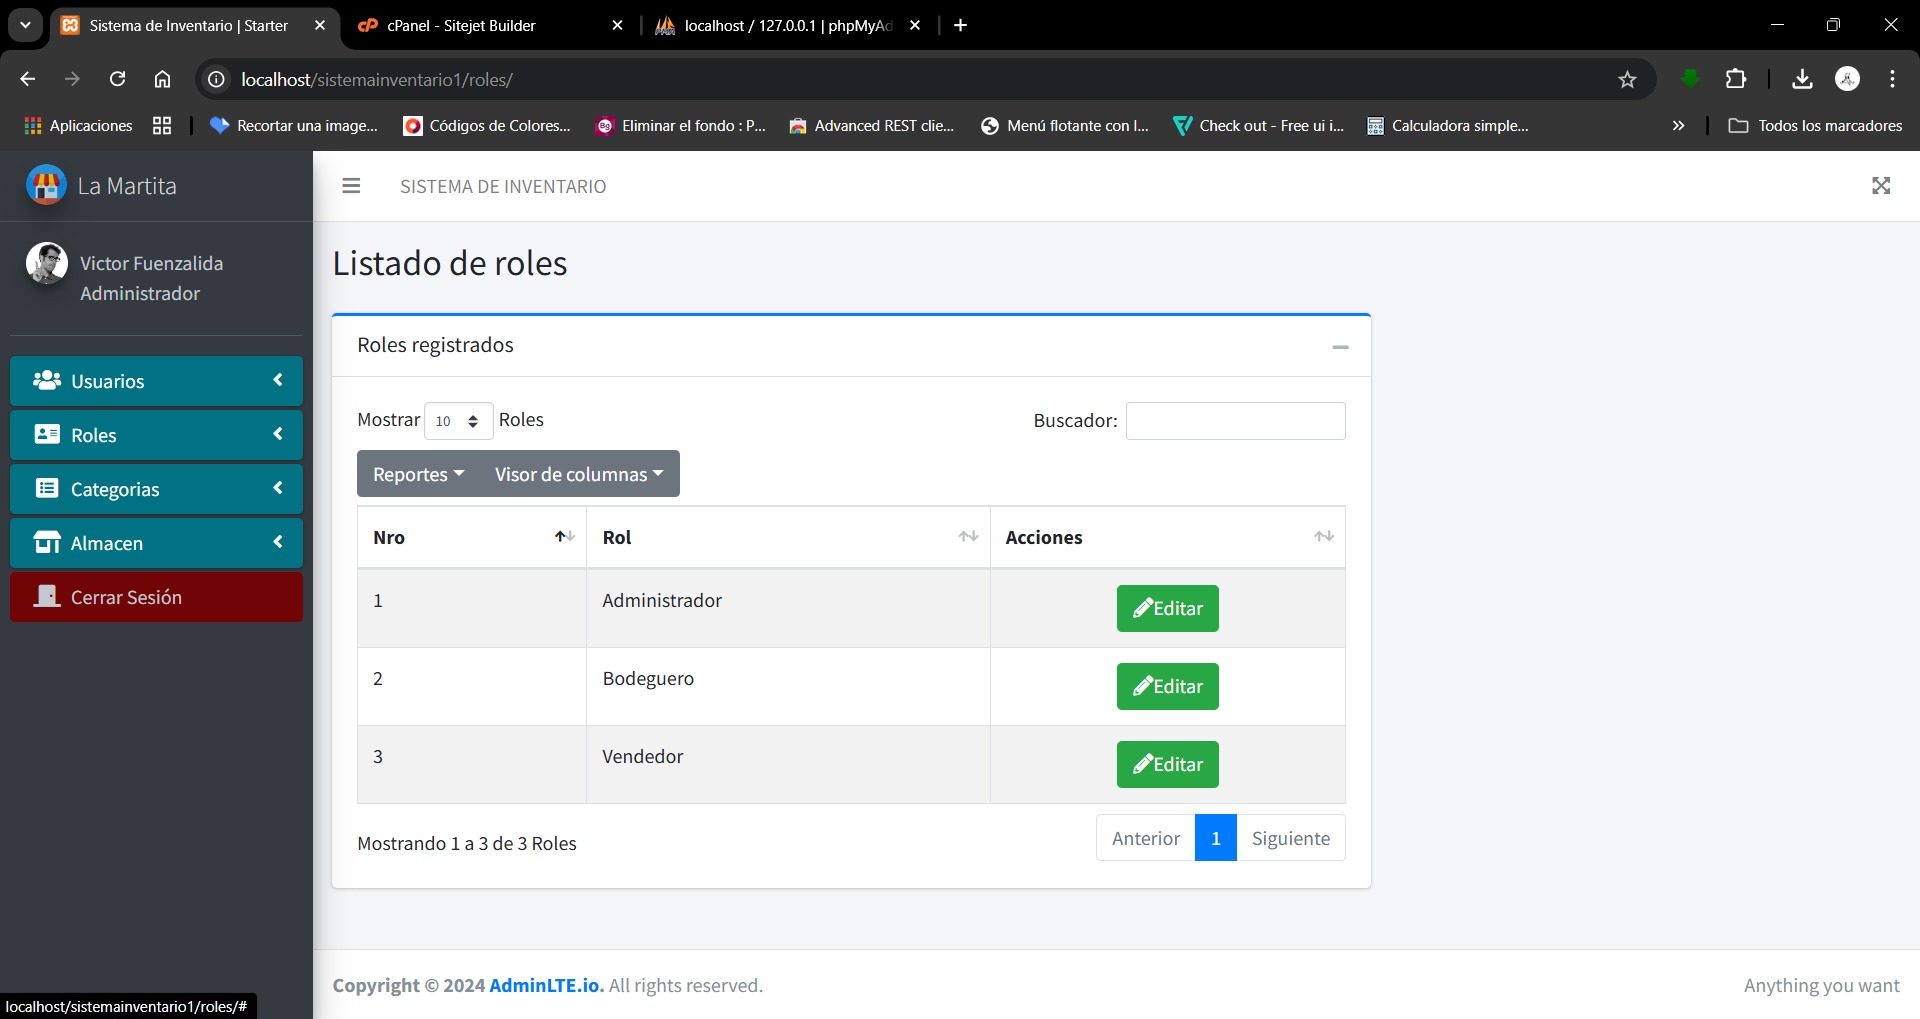 Sistema de Inventario | Starter
cPanel - Sitejet Builder
localhost / 127.0.0.1 | phpMyAd
localhost/sistemainventario1/roles/
Aplicaciones
Recortar una image...
Códigos de Colores...
Eliminar el fondo : P...
Advanced REST clie...
Menú flotante con l...
Check out - Free ui i...
Calculadora simple...
Todos los marcadores
La Martita
SISTEMA DE INVENTARIO
Victor Fuenzalida
Administrador
Usuarios
Roles
Categorias
Almacen
Cerrar Sesión
Listado de roles
Roles registrados
Mostrar 10 Roles
Buscador:
Reportes Visor de columnas
Nro Rol Acciones
1 Administrador Editar
2 Bodeguero Editar
3 Vendedor Editar
Mostrando 1 a 3 de 3 Roles
Anterior 1 Siguiente
Copyright © 2024 AdminLTE.io. All rights reserved.
Anything you want
localhost/sistemainventario1/roles/#